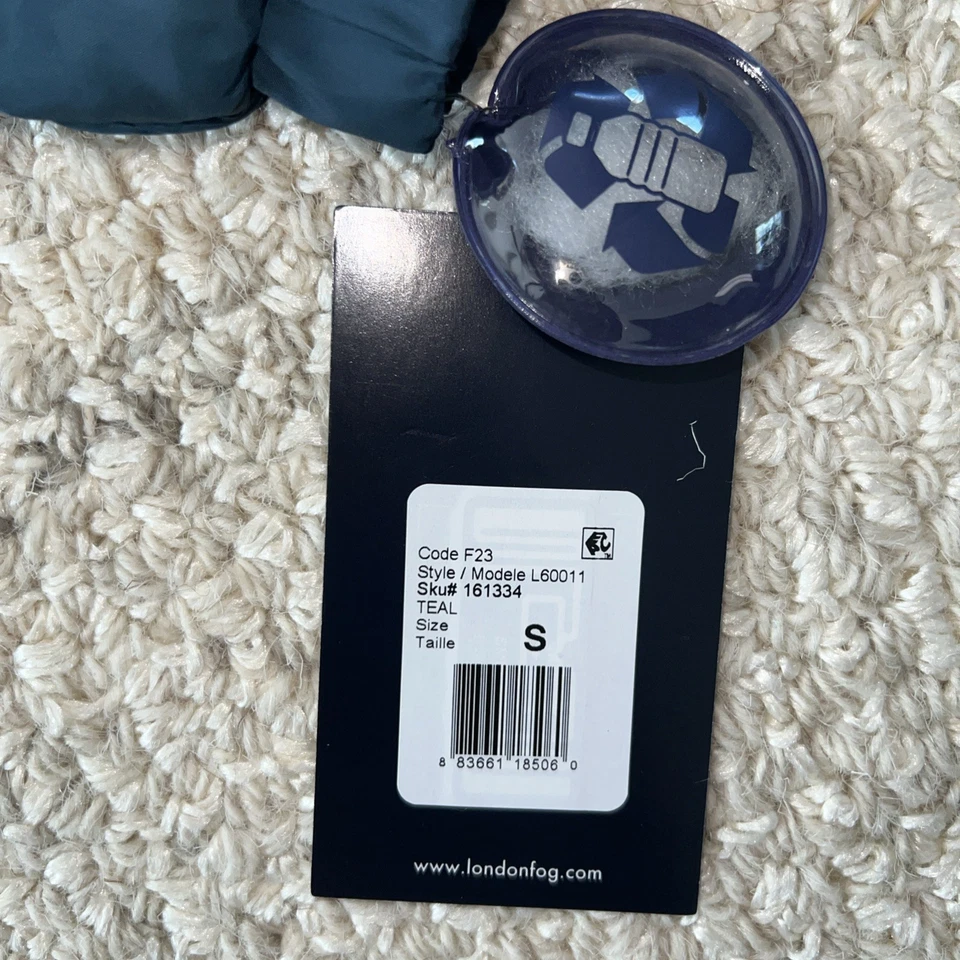 Code F23
Style / Modele L60011
Sku# 161334
TEAL
Size
Taille
S
8 83661 18506 0
www.londonfog.com